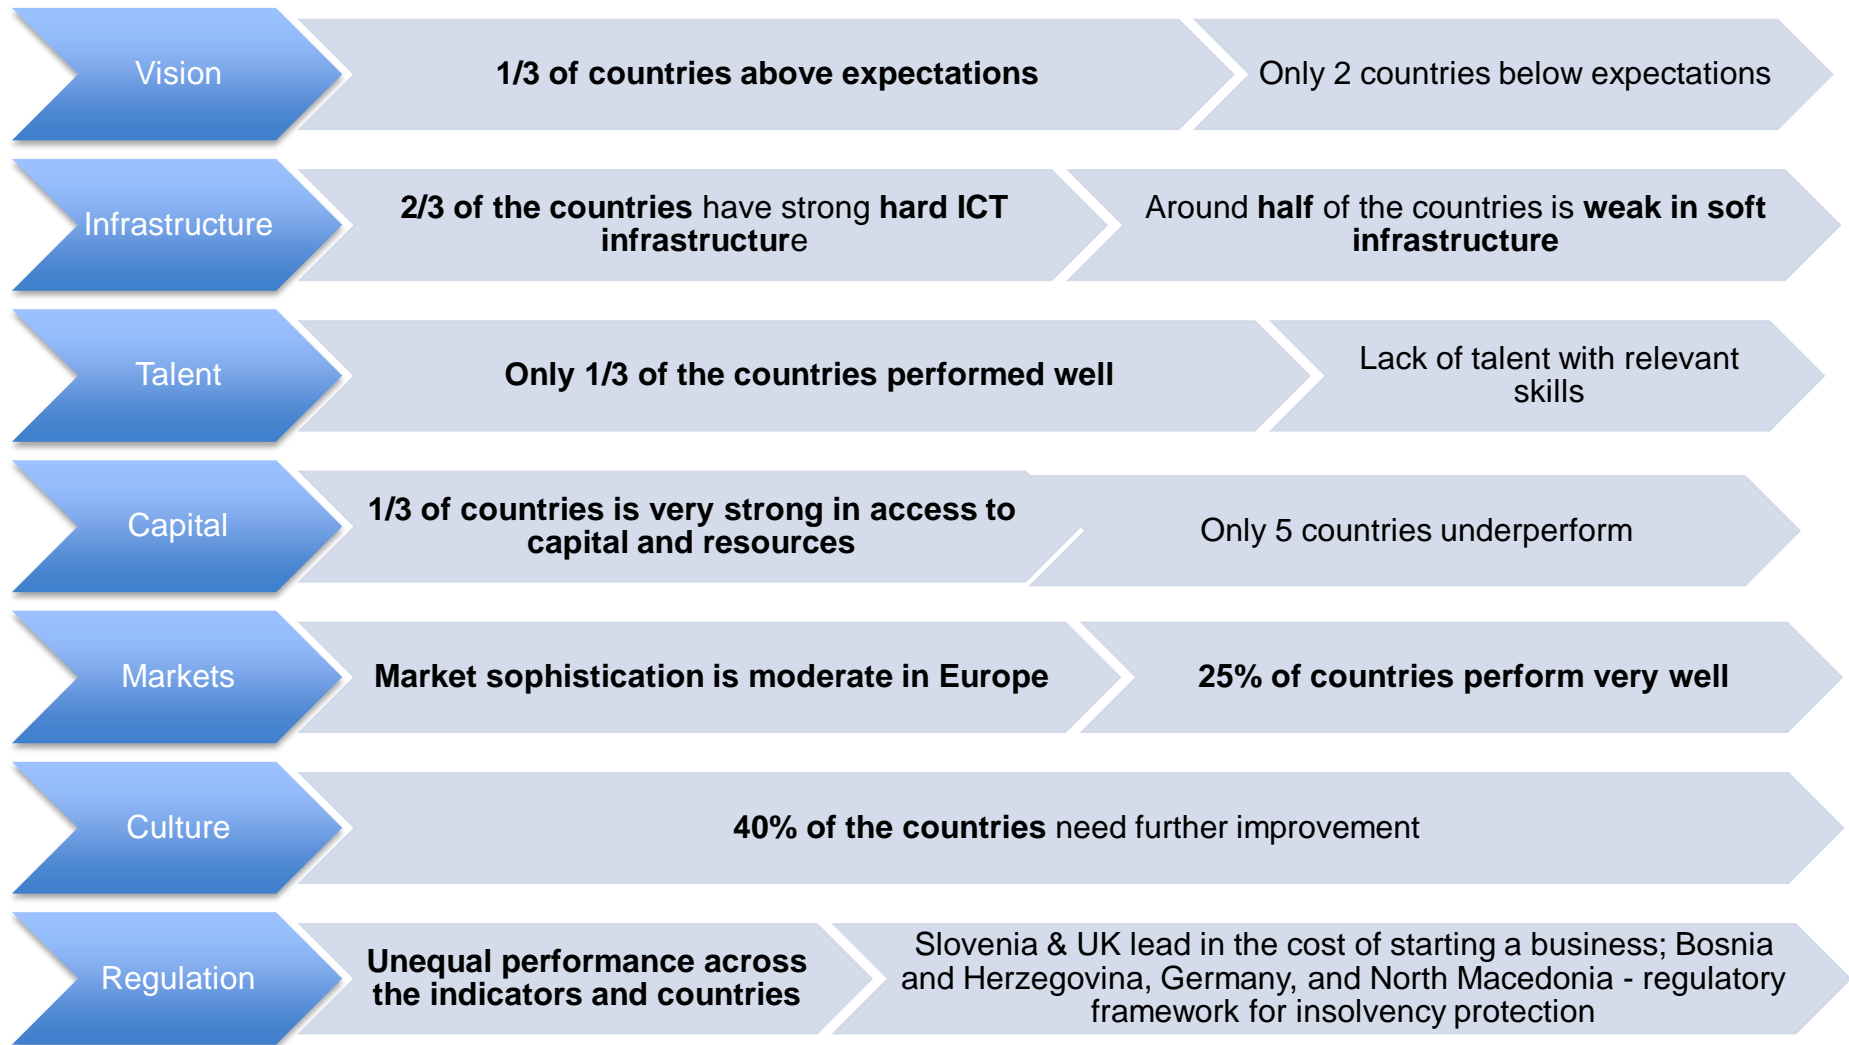 Vision
1/3 of countries above expectations
Only 2 countries below expectations
Infrastructure
2/3 of the countries have strong hard ICT
infrastructure
Around half of the countries is weak in soft
infrastructure
Talent
Only 1/3 of the countries performed well
Lack of talent with relevant
skills
Capital
1/3 of countries is very strong in access to
capital and resources
Only 5 countries underperform
Markets
Market sophistication is moderate in Europe
25% of countries perform very well
Culture
40% of the countries need further improvement
Regulation
Unequal performance across
the indicators and countries
Slovenia & UK lead in the cost of starting a business; Bosnia
and Herzegovina, Germany, and North Macedonia - regulatory
framework for insolvency protection